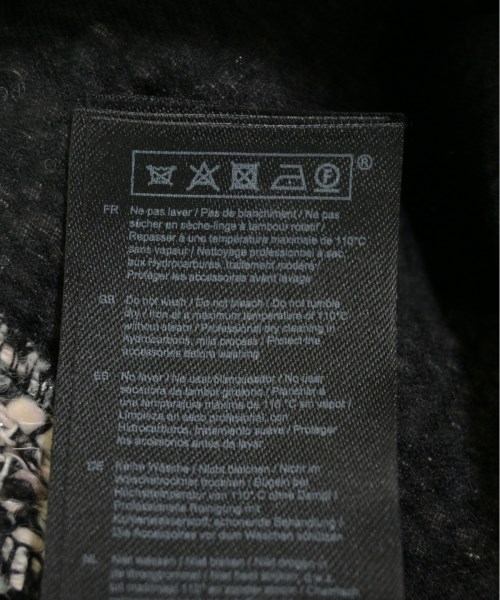 ®
F
FR Ne pas laver / Pas de blanchiment / Ne pas
sécher en sèche-linge à tambour rotatif /
Repasser à une température maximale de 110°C
sans vapeur / Nettoyage professionnel à sec,
aux Hydrocarbures, traitement modéré /
Protéger les accessoires avant lavage
GB Do not wash / Do not bleach / Do not tumble
dry / Iron at a maximum temperature of 110°C
without steam / Professional dry cleaning in
hydrocarbons, mild process / Protect the
accessories before washing
ES No lavar / No usar blanqueador / No usar
secadora de tambor giratorio / Planchar a
una temperatura máxima de 110 °C sin vapor /
Limpieza en seco profesional con
Hidrocarburos, tratamiento suave / Proteger
los accesorios antes de lavar
DE Keine Wäsche / Nicht bleichen / Nicht im
Wäschetrockner trocknen / Bügeln bei
Höchstemperatur von 110° C ohne Dampf /
Professionelle Reinigung mit
Körperwasserstoff, schonende Behandlung /
Die Accessoires vor dem Waschen schützen
NL Niet wassen / Niet bleken / Niet drogen in